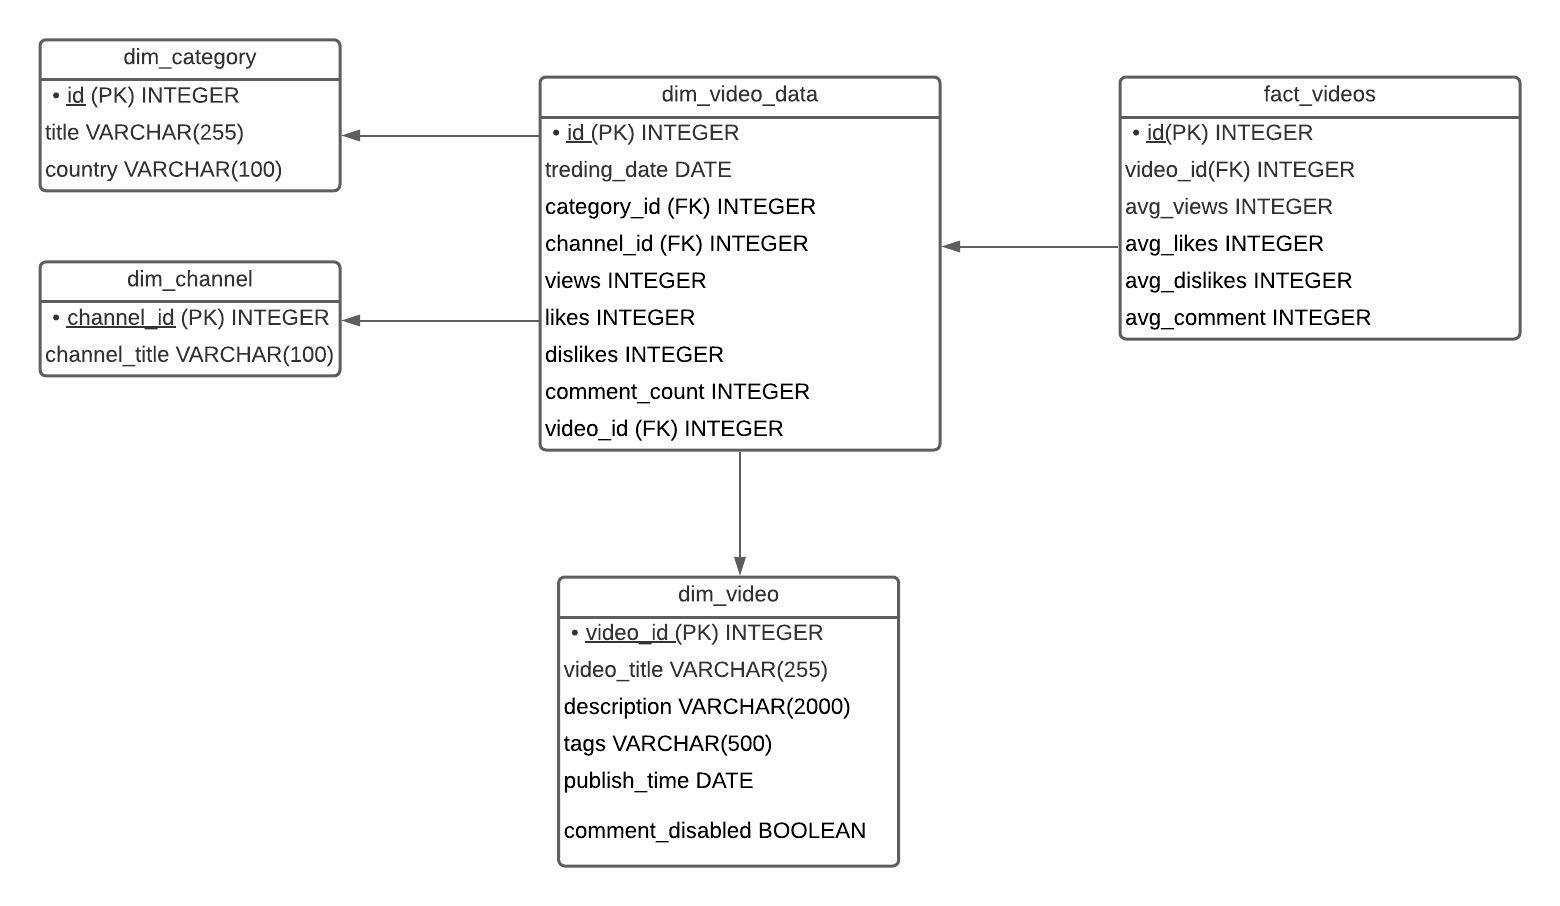 dim_category
• id (PK) INTEGER
title VARCHAR(255)
country VARCHAR(100)
dim_channel
• channel_id (PK) INTEGER
channel_title VARCHAR(100)
dim_video_data
• id (PK) INTEGER
treding_date DATE
category_id (FK) INTEGER
channel_id (FK) INTEGER
views INTEGER
likes INTEGER
dislikes INTEGER
comment_count INTEGER
video_id (FK) INTEGER
fact_videos
• id(PK) INTEGER
video_id(FK) INTEGER
avg_views INTEGER
avg_likes INTEGER
avg_dislikes INTEGER
avg_comment INTEGER
dim_video
• video_id (PK) INTEGER
video_title VARCHAR(255)
description VARCHAR(2000)
tags VARCHAR(500)
publish_time DATE
comment_disabled BOOLEAN